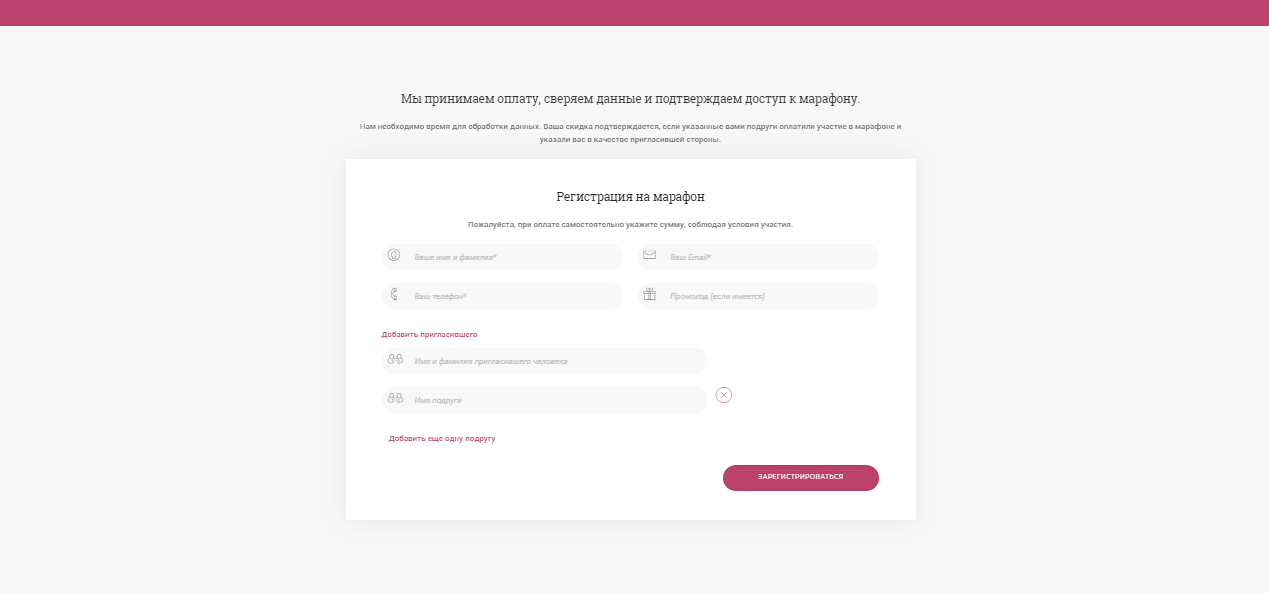 Мы принимаем оплату, сверяем данные и подтверждаем доступ к марафону.
Нам необходимо время для обработки данных. Ваша скидка подтверждается, если указанные вами подруги оплатили участие в марафоне и
указали вас в качестве пригласившей стороны.
Регистрация на марафон
Пожалуйста, при оплате самостоятельно укажите сумму, соблюдая условия участия.
Ваше имя и фамилия*
Ваш Email*
Ваш телефон*
Промокод (если имеется)
Добавить пригласившего
Имя и фамилия пригласившего человека
Имя подруги
Добавить еще одну подругу
ЗАРЕГИСТРИРОВАТЬСЯ